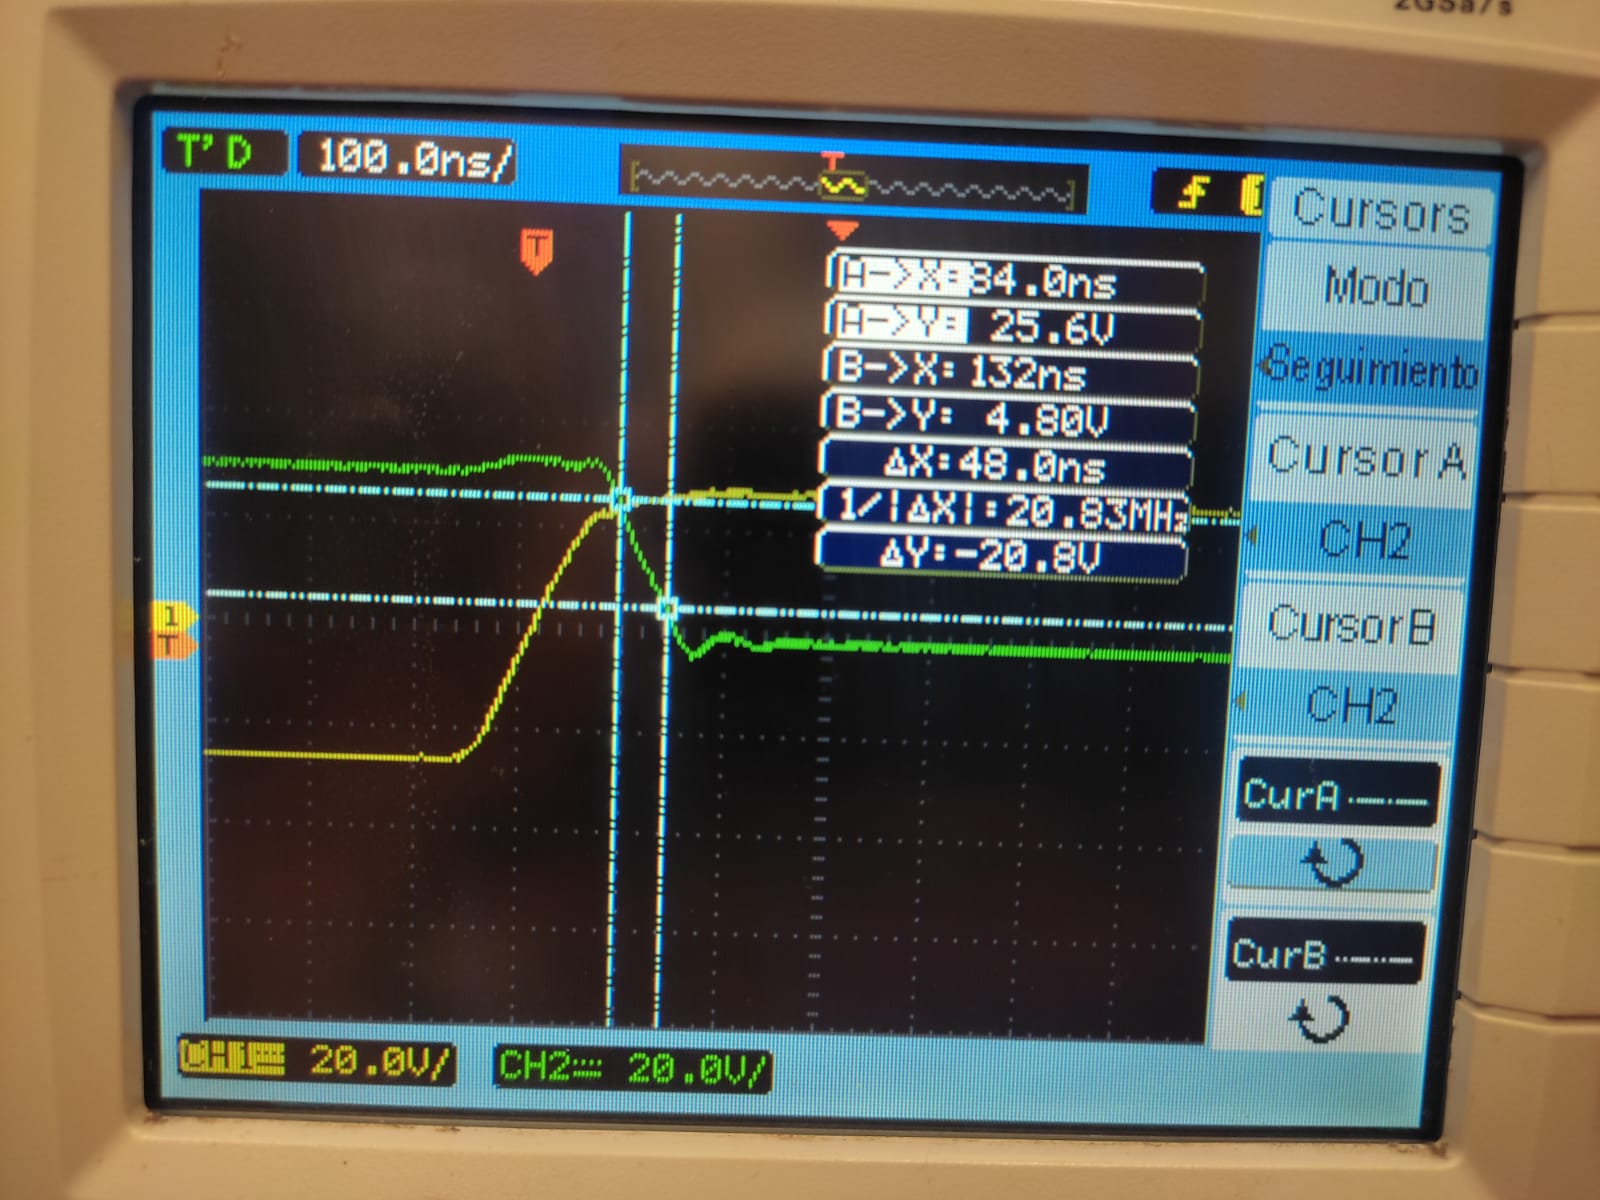 2GSa/s
T'D 100.0ns/
T
Cursors
T
Modo
A->X: 84.0ns
A->Y: 25.6V
Seguimiento
B->X: 132ns
B->Y: 4.80V
Cursor A
ΔX: 48.0ns
1/|ΔX|: 20.83MHz
CH2
ΔY: -20.8V
1
T
Cursor B
CH2
CurA
CurB
CH1 20.0V/ CH2 20.0V/